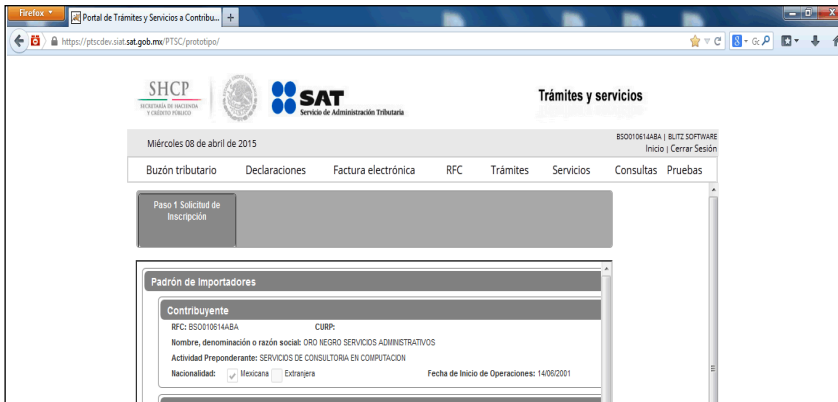 Firefox
Portal de Trámites y Servicios a Contribu...
https://ptscdev.siat.sat.gob.mx/PTSC/prototipo/
SHCP
SECRETARÍA DE HACIENDA
Y CRÉDITO PÚBLICO
SAT
Servicio de Administración Tributaria
Trámites y servicios
Miércoles 08 de abril de 2015
BSO010614ABA | BLITZ SOFTWARE
Inicio | Cerrar Sesión
Buzón tributario Declaraciones Factura electrónica RFC Trámites Servicios Consultas Pruebas
Paso 1 Solicitud de
Inscripción
Padrón de Importadores
Contribuyente
RFC: BSO010614ABA CURP:
Nombre, denominación o razón social: ORO NEGRO SERVICIOS ADMINISTRATIVOS
Actividad Preponderante: SERVICIOS DE CONSULTORIA EN COMPUTACION
Nacionalidad: Mexicana Extranjera Fecha de Inicio de Operaciones: 14/06/2001